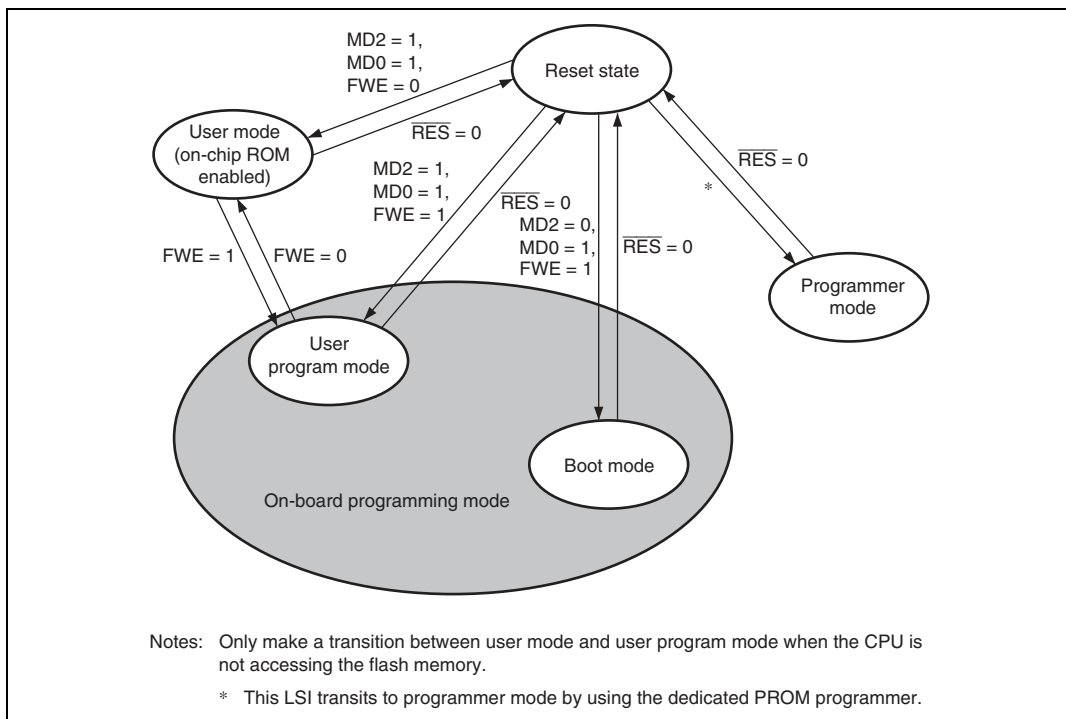 MD2 = 1,
MD0 = 1,
FWE = 0
Reset state
User mode
(on-chip ROM
enabled)
R̅E̅S̅ = 0
MD2 = 1,
MD0 = 1,
FWE = 1
R̅E̅S̅ = 0
MD2 = 0,
MD0 = 1,
FWE = 1
R̅E̅S̅ = 0
*
R̅E̅S̅ = 0
FWE = 1
FWE = 0
Programmer
mode
User
program mode
Boot mode
On-board programming mode
Notes: Only make a transition between user mode and user program mode when the CPU is
not accessing the flash memory.
* This LSI transits to programmer mode by using the dedicated PROM programmer.